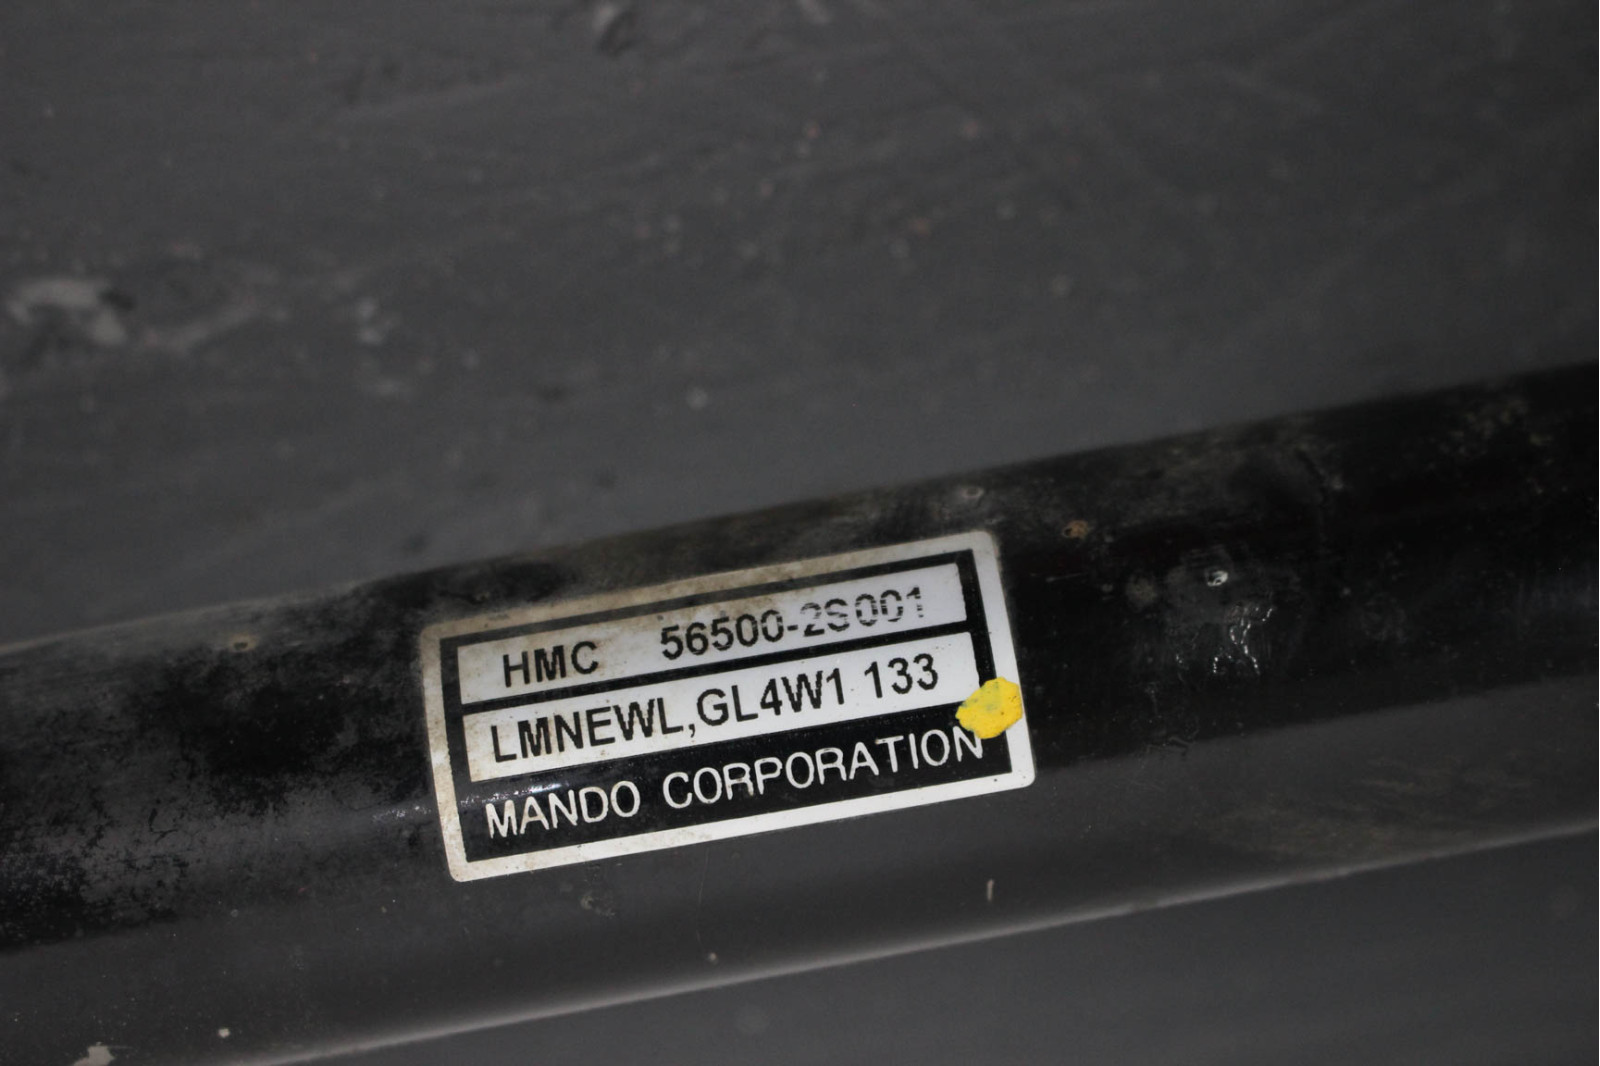 HMC 56500-2S001
LMNEWL,GL4W1 133
MANDO CORPORATION